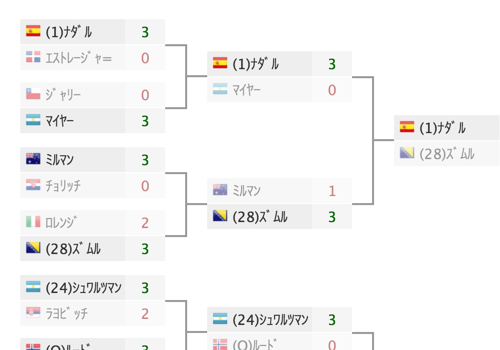 (1)ﾅﾀﾞﾙ 3
ｴｽﾄﾚｰｼﾞｬ= 0
ｼﾞｬﾘｰ 0
ﾏｲﾔｰ 3
(1)ﾅﾀﾞﾙ 3
ﾏｲﾔｰ 0
(1)ﾅﾀﾞﾙ
(28)ｽﾞﾑﾙ
ﾐﾙﾏﾝ 3
ﾁｮﾘｯﾁ 0
ﾛﾚﾝｼﾞ 2
(28)ｽﾞﾑﾙ 3
ﾐﾙﾏﾝ 1
(28)ｽﾞﾑﾙ 3
(24)ｼｭﾜﾙﾂﾏﾝ 3
ﾗﾖﾋﾞｯﾁ 2
(Q)ﾙｰﾄﾞ 3
(24)ｼｭﾜﾙﾂﾏﾝ 3
(Q)ﾙｰﾄﾞ 0